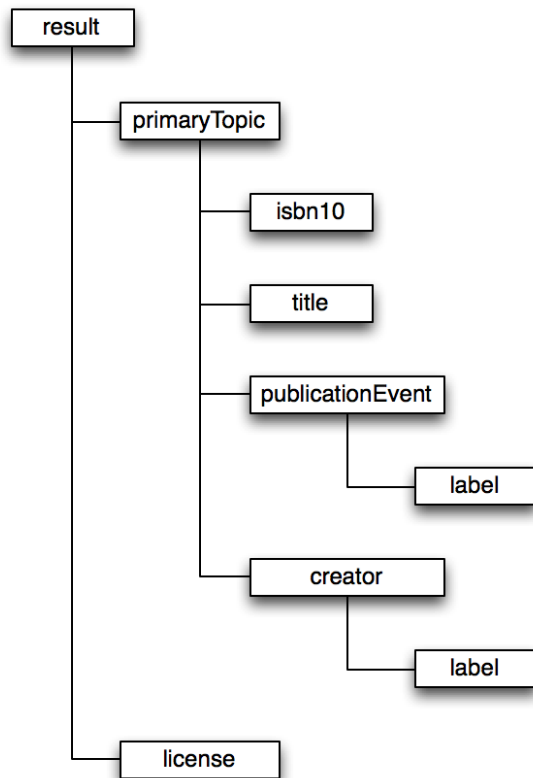 result
primaryTopic
isbn10
title
publicationEvent
label
creator
label
license